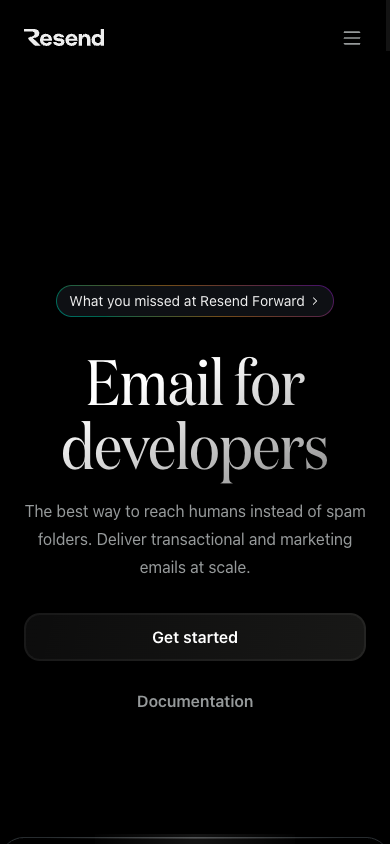 Resend
What you missed at Resend Forward
Email for
developers
The best way to reach humans instead of spam
folders. Deliver transactional and marketing
emails at scale.
Get started
Documentation